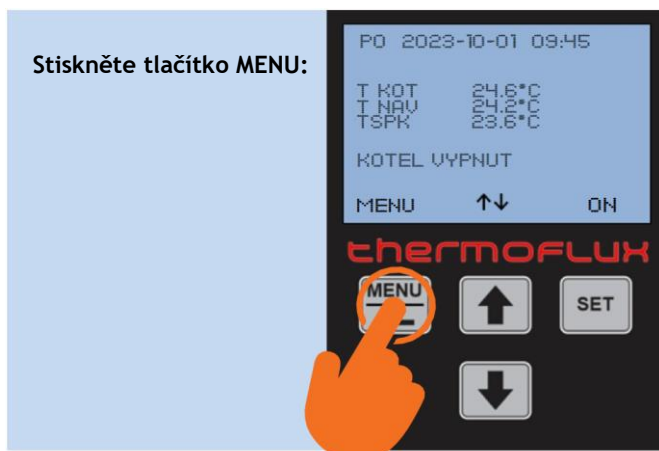 Stiskněte tlačítko MENU:
PO 2023-10-01 09:45
T KOT 24.6°C
T NAV 24.2°C
TSPK 23.6°C
KOTEL VYPNUT
MENU ↑↓ ON
thermoflux
MENU
SET